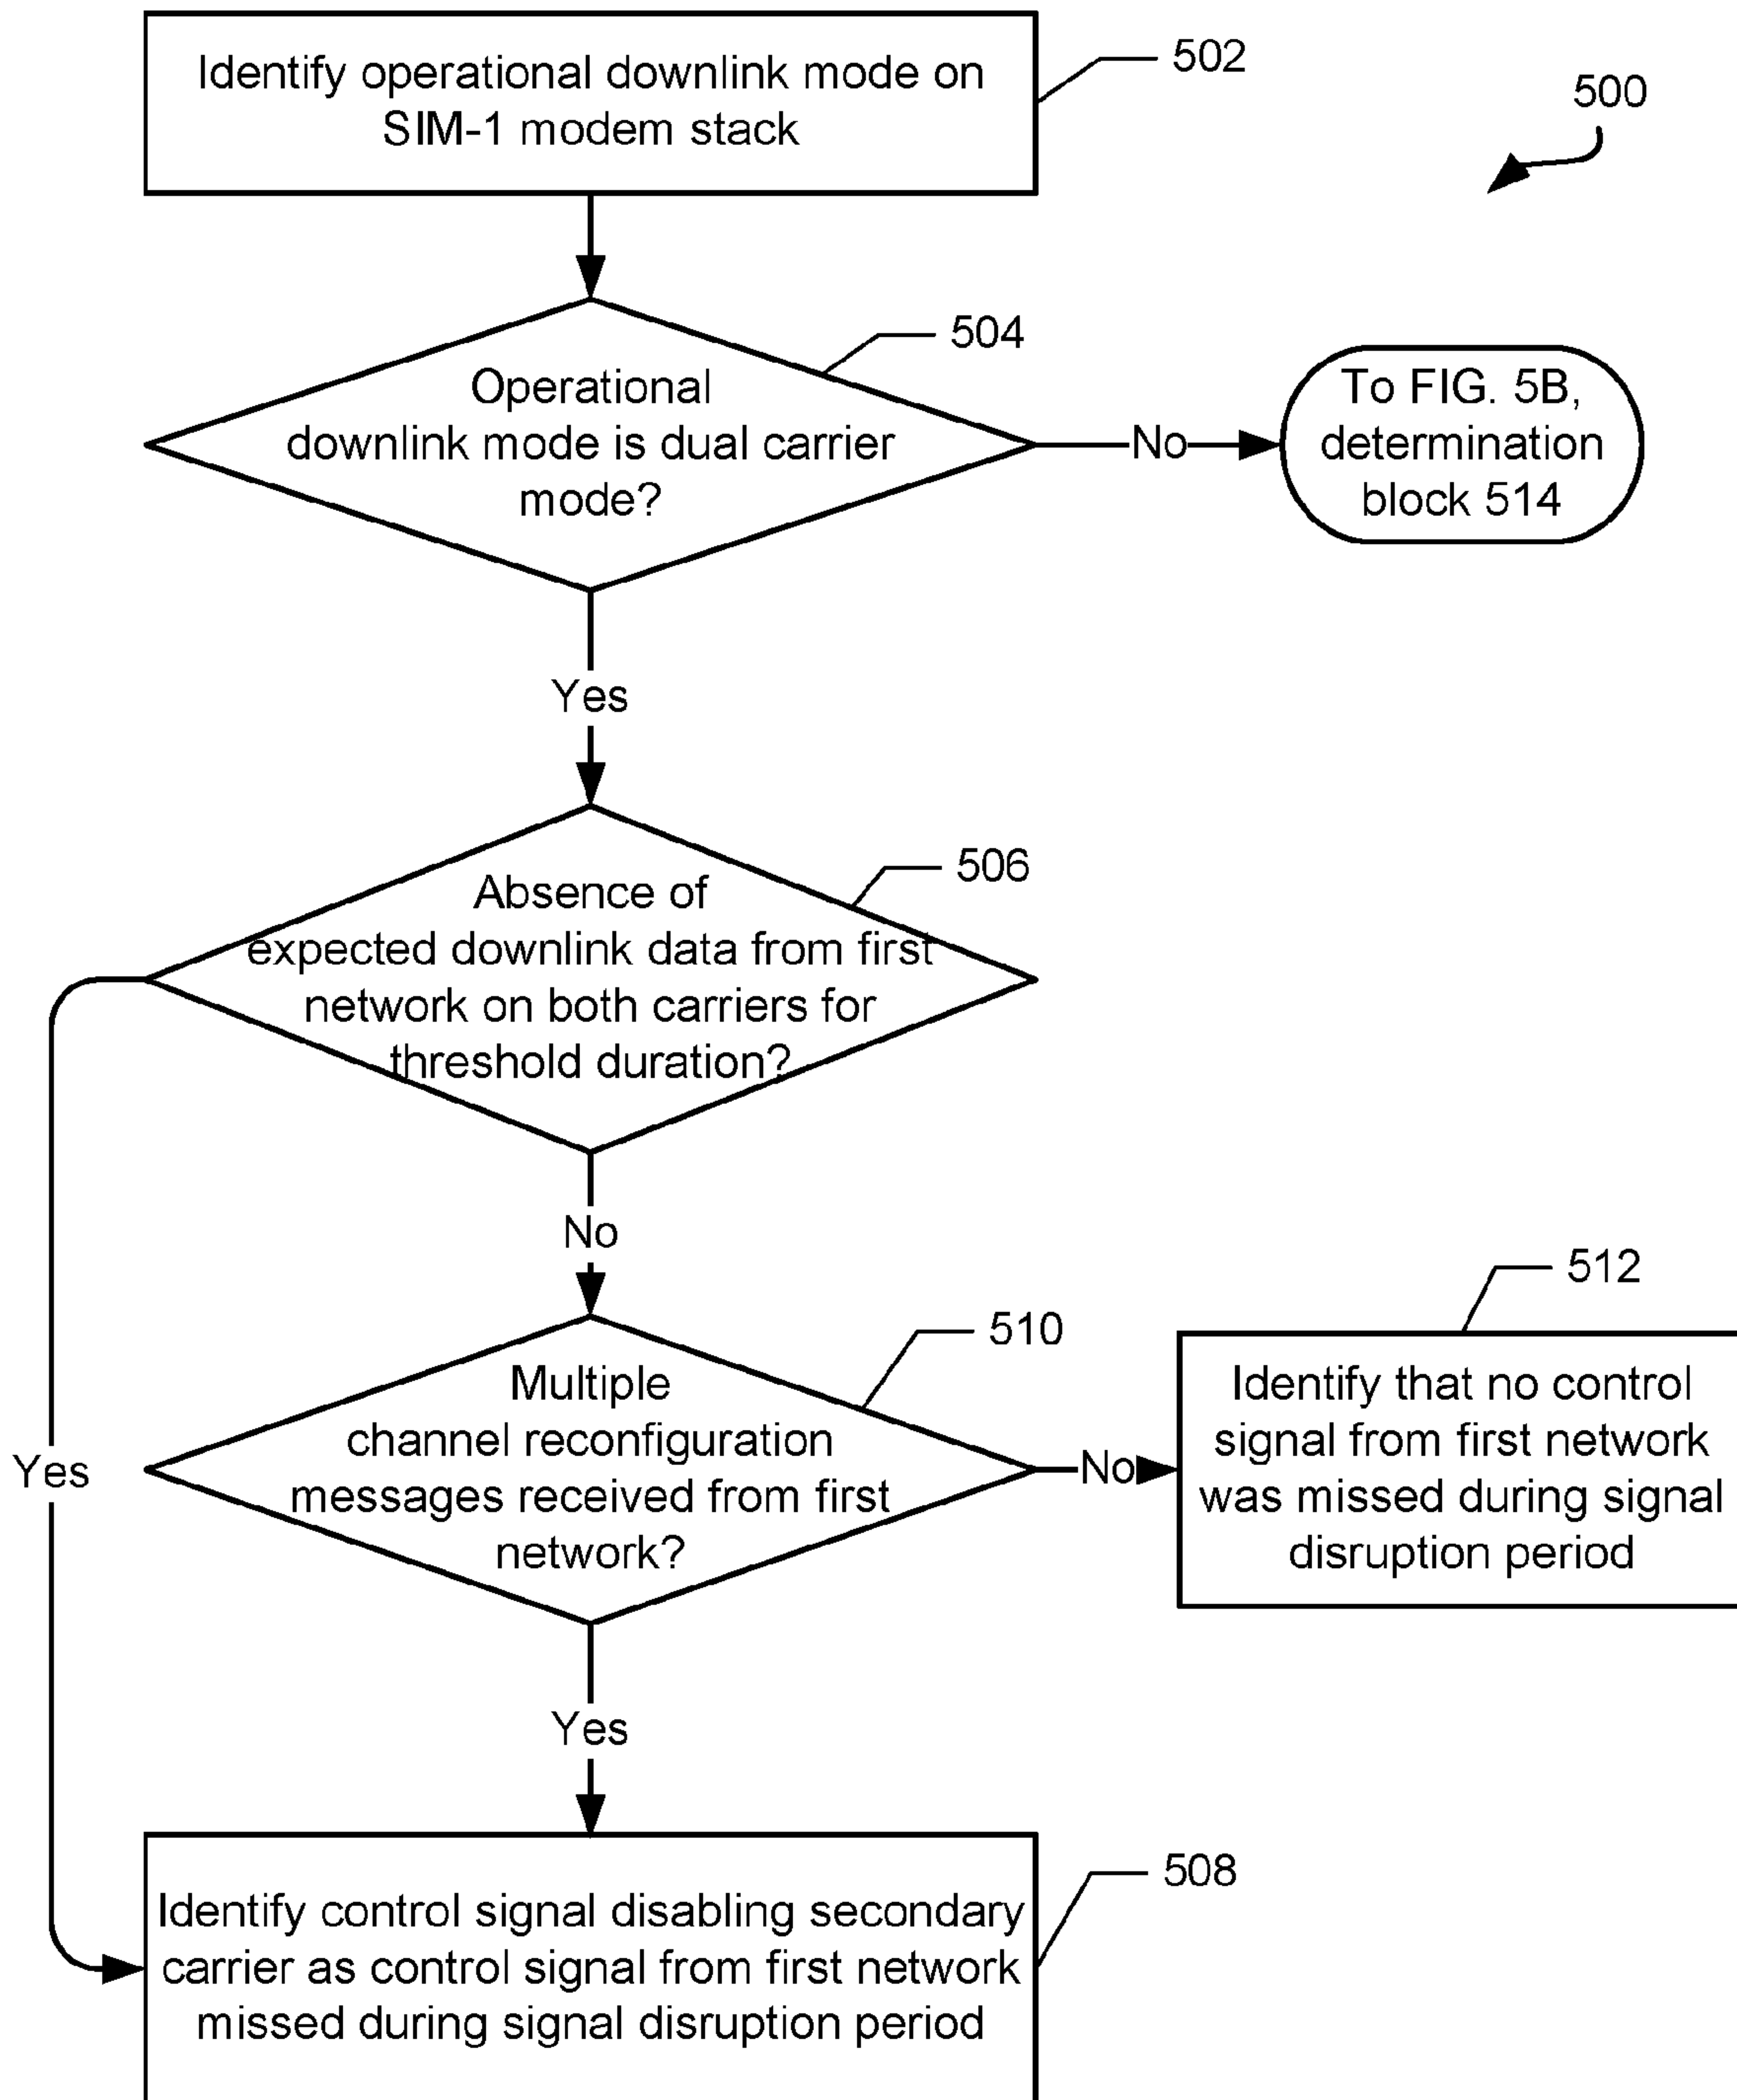 Identify operational downlink mode on
SIM-1 modem stack
502
500
Operational
downlink mode is dual carrier
mode?
504
No
To FIG. 5B,
determination
block 514
Yes
Absence of
expected downlink data from first
network on both carriers for
threshold duration?
506
No
Multiple
channel reconfiguration
messages received from first
network?
510
No
512
Identify that no control
signal from first network
was missed during signal
disruption period
Yes
Yes
Identify control signal disabling secondary
carrier as control signal from first network
missed during signal disruption period
508